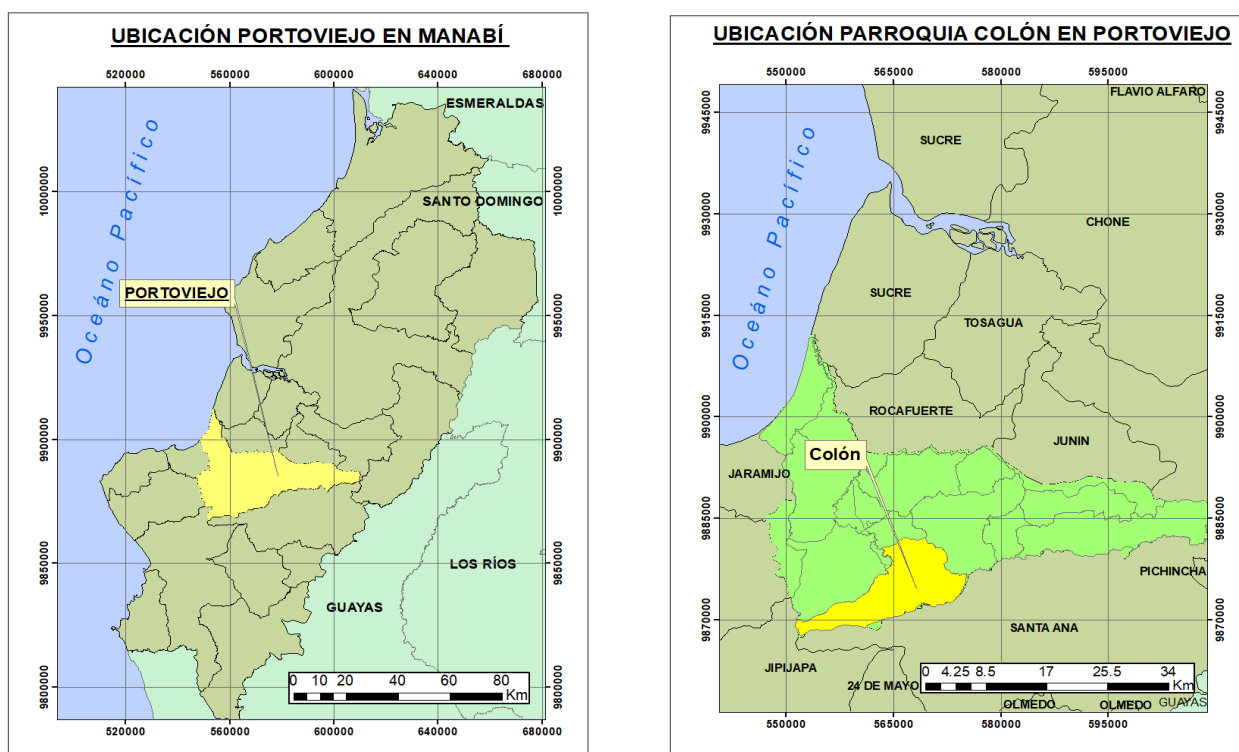 UBICACIÓN PORTOVIEJO EN MANABÍ
520000 560000 600000 640000 680000
ESMERALDAS
Océano Pacífico
10000000 10000000
SANTO DOMINGO
PORTOVIEJO
9950000 9950000
9900000 9900000
9850000 9850000
LOS RÍOS
GUAYAS
0 10 20 40 60 80
Km
9800000 9800000
520000 560000 600000 640000 680000
UBICACIÓN PARROQUIA COLÓN EN PORTOVIEJO
550000 565000 580000 595000
FLAVIO ALFARO
9945000 9945000
SUCRE
Océano Pacífico
9930000 9930000
CHONE
SUCRE
9915000 9915000
TOSAGUA
ROCAFUERTE
9900000 9900000
JUNIN
Colón
JARAMIJO
9885000 9885000
PICHINCHA
9870000 9870000
SANTA ANA
JIPIJAPA
0 4.25 8.5 17 25.5 34
Km
24 DE MAYO
OLMEDO OLMEDO GUAYAS
550000 565000 580000 595000